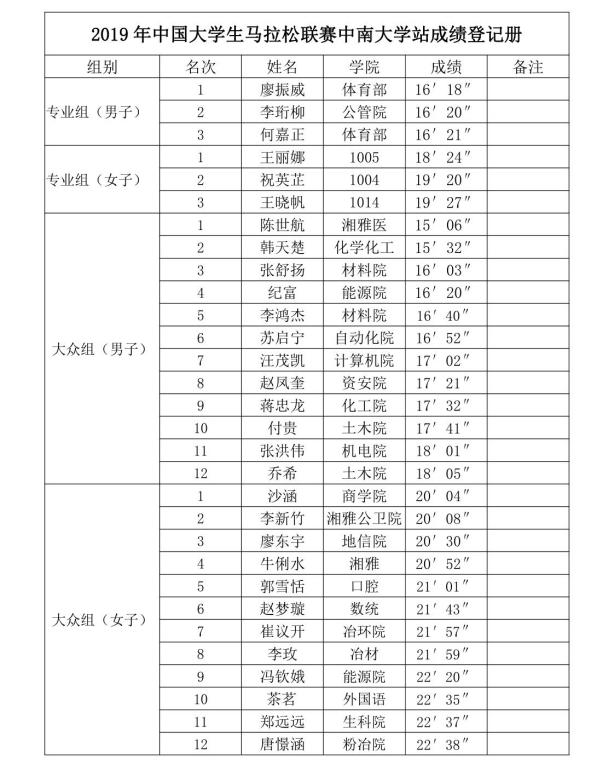 2019 年中国大学生马拉松联赛中南大学站成绩登记册
组别 名次 姓名 学院 成绩 备注
专业组（男子） 1 廖振威 体育部 16′ 18″
2 李珩柳 公管院 16′ 20″
3 何嘉正 体育部 16′ 21″
专业组（女子） 1 王丽娜 1005 18′ 24″
2 祝英芷 1004 19′ 20″
3 王晓帆 1014 19′ 27″
大众组（男子） 1 陈世航 湘雅医 15′ 06″
2 韩天楚 化学化工 15′ 32″
3 张舒扬 材料院 16′ 03″
4 纪富 能源院 16′ 20″
5 李鸿杰 材料院 16′ 40″
6 苏启宁 自动化院 16′ 52″
7 汪茂凯 计算机院 17′ 02″
8 赵凤奎 资安院 17′ 21″
9 蒋忠龙 化工院 17′ 32″
10 付贵 土木院 17′ 41″
11 张洪伟 机电院 18′ 01″
12 乔希 土木院 18′ 05″
大众组（女子） 1 沙涵 商学院 20′ 04″
2 李新竹 湘雅公卫院 20′ 08″
3 廖东宇 地信院 20′ 30″
4 牛俐水 湘雅 20′ 52″
5 郭雪恬 口腔 21′ 01″
6 赵梦璇 数统 21′ 43″
7 崔议开 冶环院 21′ 57″
8 李玫 冶材 21′ 59″
9 冯钦娥 能源院 22′ 20″
10 茶茗 外国语 22′ 35″
11 郑远远 生科院 22′ 37″
12 唐憬涵 粉冶院 22′ 38″